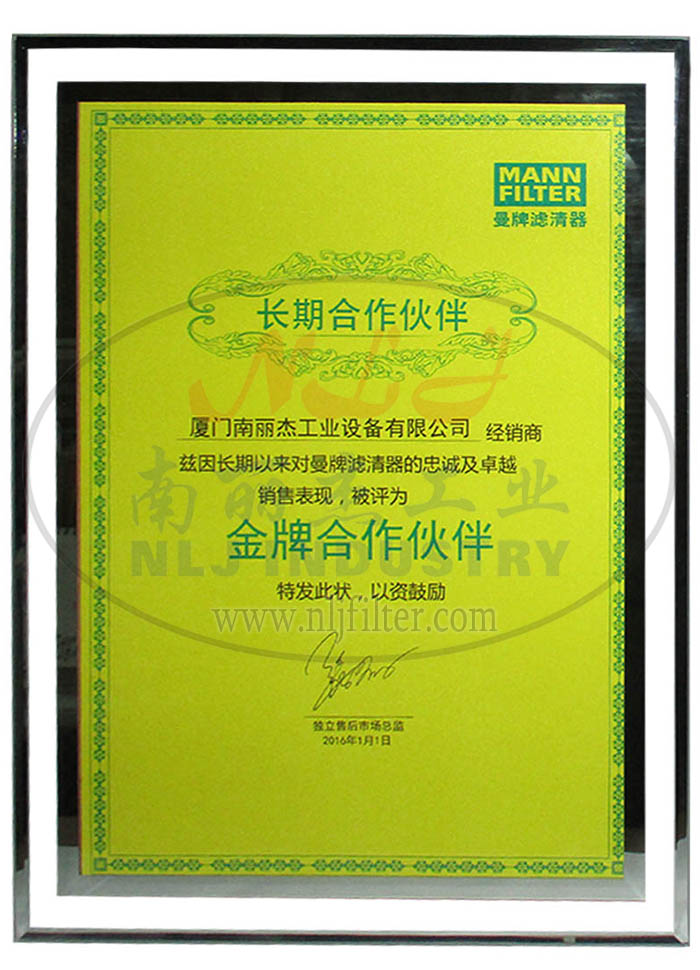 MANN
FILTER
曼牌滤清器
长期合作伙伴
NLJ
厦门南丽杰工业设备有限公司 经销商
兹因长期以来对曼牌滤清器的忠诚及卓越
销售表现，被评为
南丽杰工业
金牌合作伙伴
NLJ INDUSTRY
特发此状，以资鼓励
www.nljfilter.com
独立售后市场总监
2016年1月1日